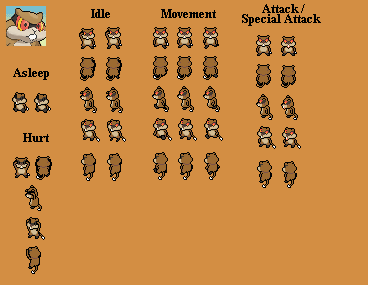 Idle
Movement
Attack /
Special Attack
Asleep
Hurt